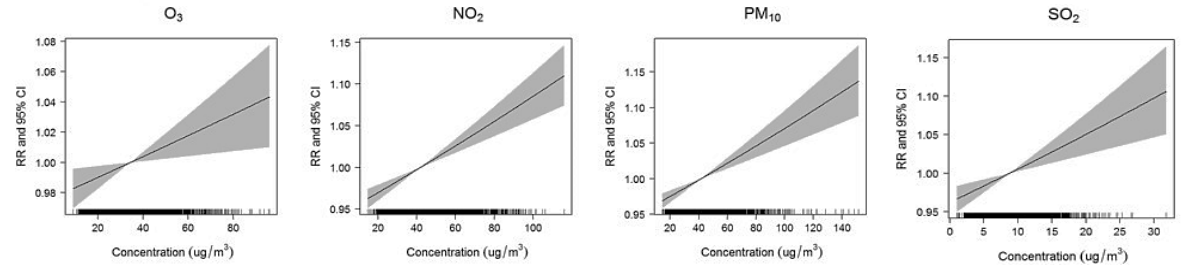 O₃
RR and 95% CI
1.08
1.06
1.04
1.02
1.00
0.98
20 40 60 80
Concentration (ug/m³)
NO₂
RR and 95% CI
1.15
1.10
1.05
1.00
0.95
20 40 60 80 100
Concentration (ug/m³)
PM₁₀
RR and 95% CI
1.15
1.10
1.05
1.00
0.95
20 40 60 80 100 120 140
Concentration (ug/m³)
SO₂
RR and 95% CI
1.15
1.10
1.05
1.00
0.95
0 5 10 15 20 25 30
Concentration (ug/m³)